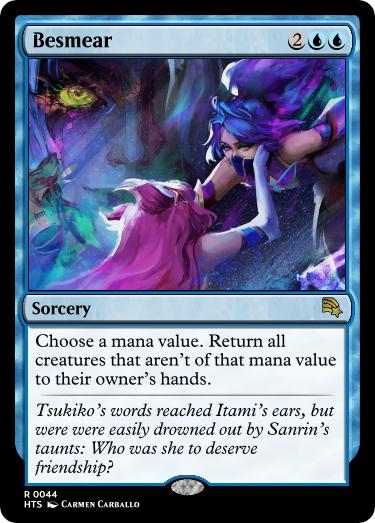 Besmear 2
Sorcery
Choose a mana value. Return all
creatures that aren't of that mana value
to their owner's hands.
Tsukiko's words reached Itami's ears, but
were were easily drowned out by Sanrin's
taunts: Who was she to deserve
friendship?
R 0044
HTS Carmen Carballo